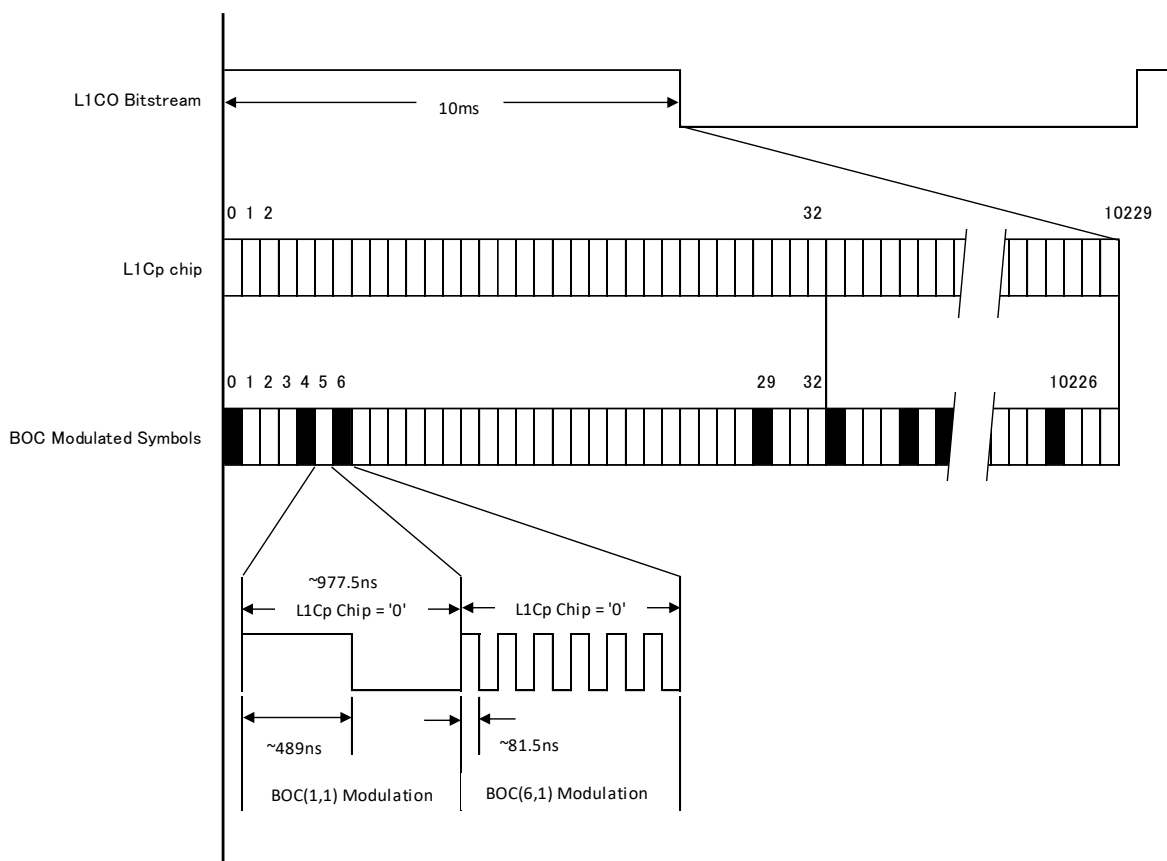 L1CO Bitstream
10ms
0 1 2 32 10229
L1Cp chip
0 1 2 3 4 5 6 29 32 10226
BOC Modulated Symbols
~977.5ns
L1Cp Chip = '0' L1Cp Chip = '0'
~489ns ~81.5ns
BOC(1,1) Modulation BOC(6,1) Modulation